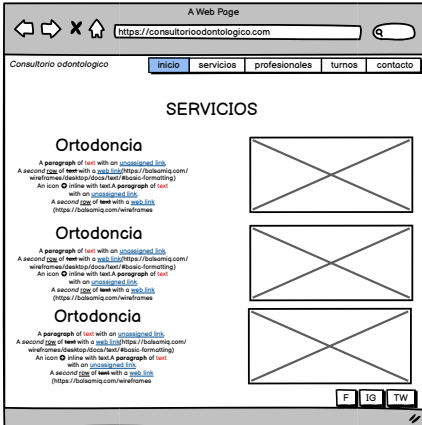 A Web Page
https://consultorioodontologico.com
Consultorio odontologico
inicio servicios profesionales turnos contacto
SERVICIOS
Ortodoncia
A paragraph of text with an unassigned link.
A second row of text with a web link(https://balsamiq.com/
wireframes/desktop/docs/text/#basic-formatting)
An icon inline with text.A paragraph of text
with an unassigned link.
A second row of text with a web link
(https://balsamiq.com/wireframes
Ortodoncia
A paragraph of text with an unassigned link.
A second row of text with a web link(https://balsamiq.com/
wireframes/desktop/docs/text/#basic-formatting)
An icon inline with text.A paragraph of text
with an unassigned link.
A second row of text with a web link
(https://balsamiq.com/wireframes
Ortodoncia
A paragraph of text with an unassigned link.
A second row of text with a web link(https://balsamiq.com/
wireframes/desktop/docs/text/#basic-formatting)
An icon inline with text.A paragraph of text
with an unassigned link.
A second row of text with a web link
(https://balsamiq.com/wireframes
F IG TW